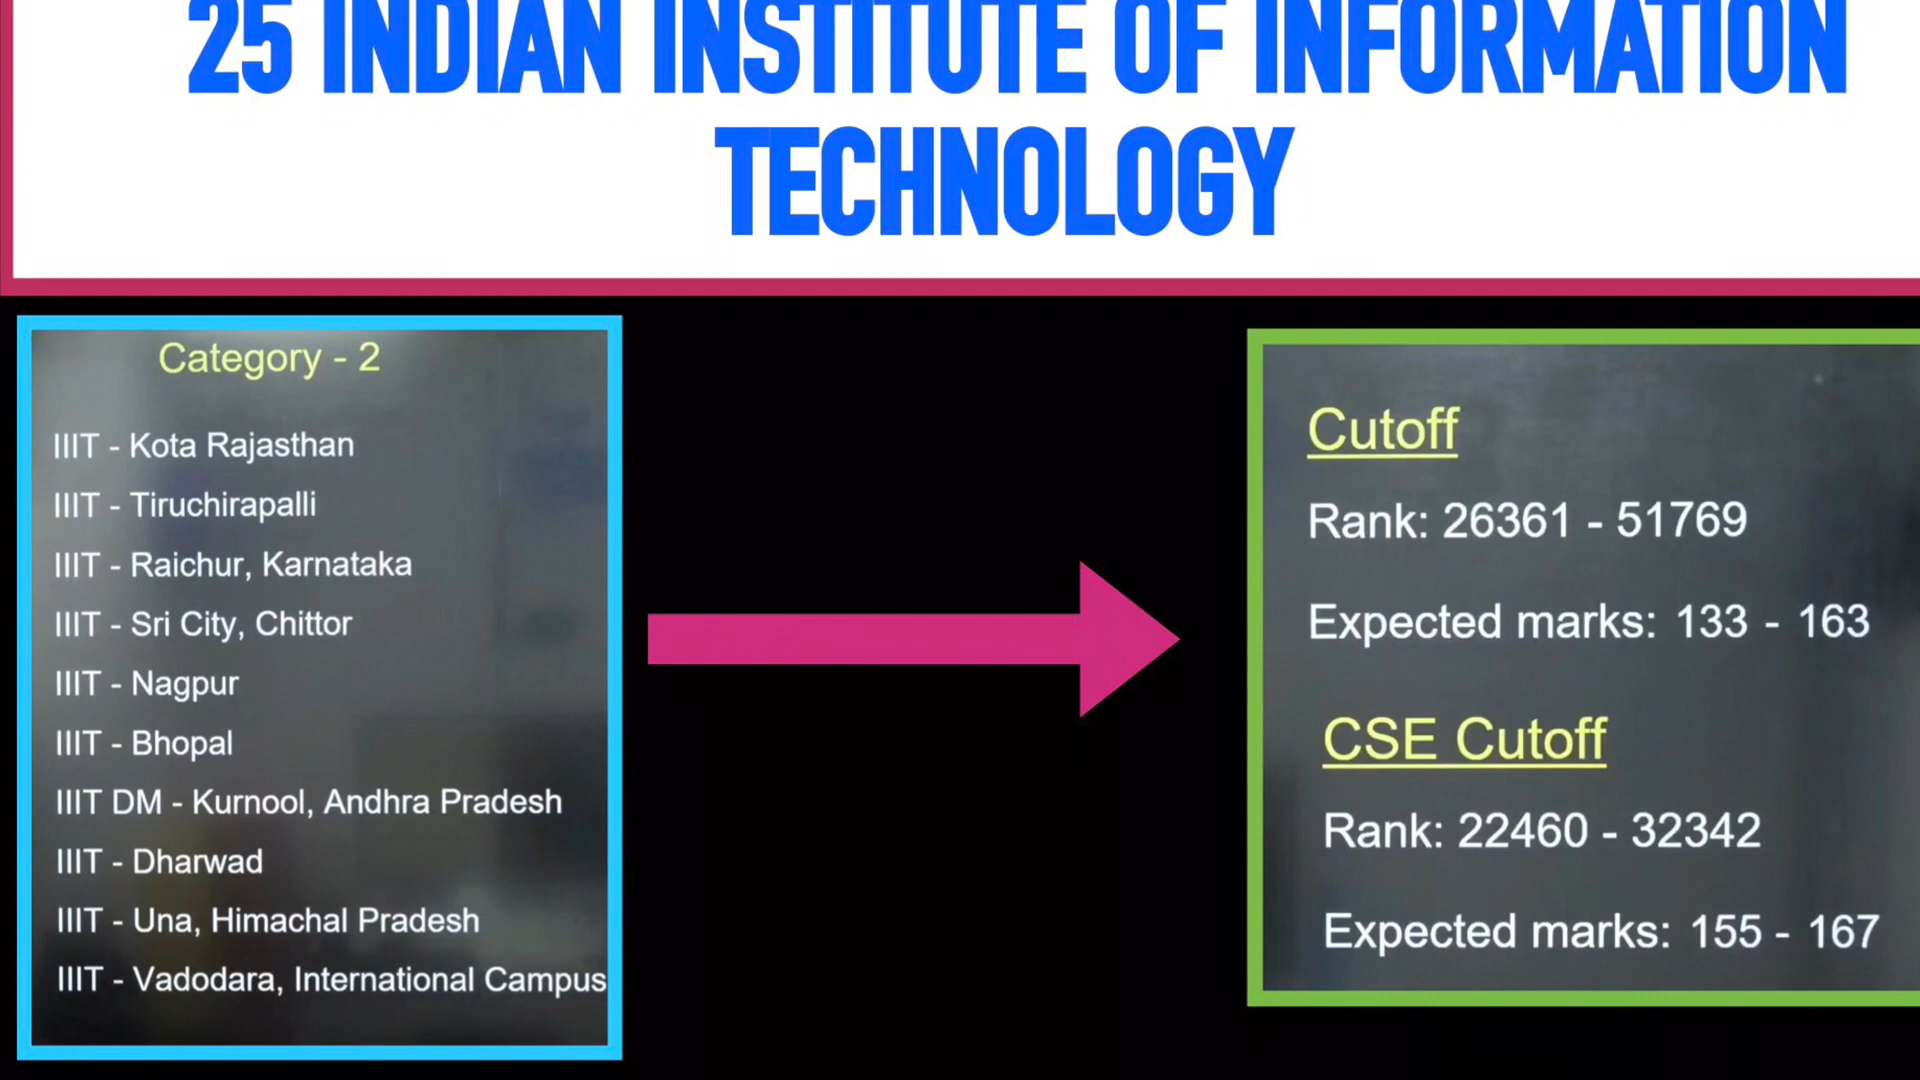 25 INDIAN INSTITUTE OF INFORMATION
TECHNOLOGY
Category - 2
IIIT - Kota Rajasthan
IIIT - Tiruchirapalli
IIIT - Raichur, Karnataka
IIIT - Sri City, Chittor
IIIT - Nagpur
IIIT - Bhopal
IIIT DM - Kurnool, Andhra Pradesh
IIIT - Dharwad
IIIT - Una, Himachal Pradesh
IIIT - Vadodara, International Campus
Cutoff
Rank: 26361 - 51769
Expected marks: 133 - 163
CSE Cutoff
Rank: 22460 - 32342
Expected marks: 155 - 167